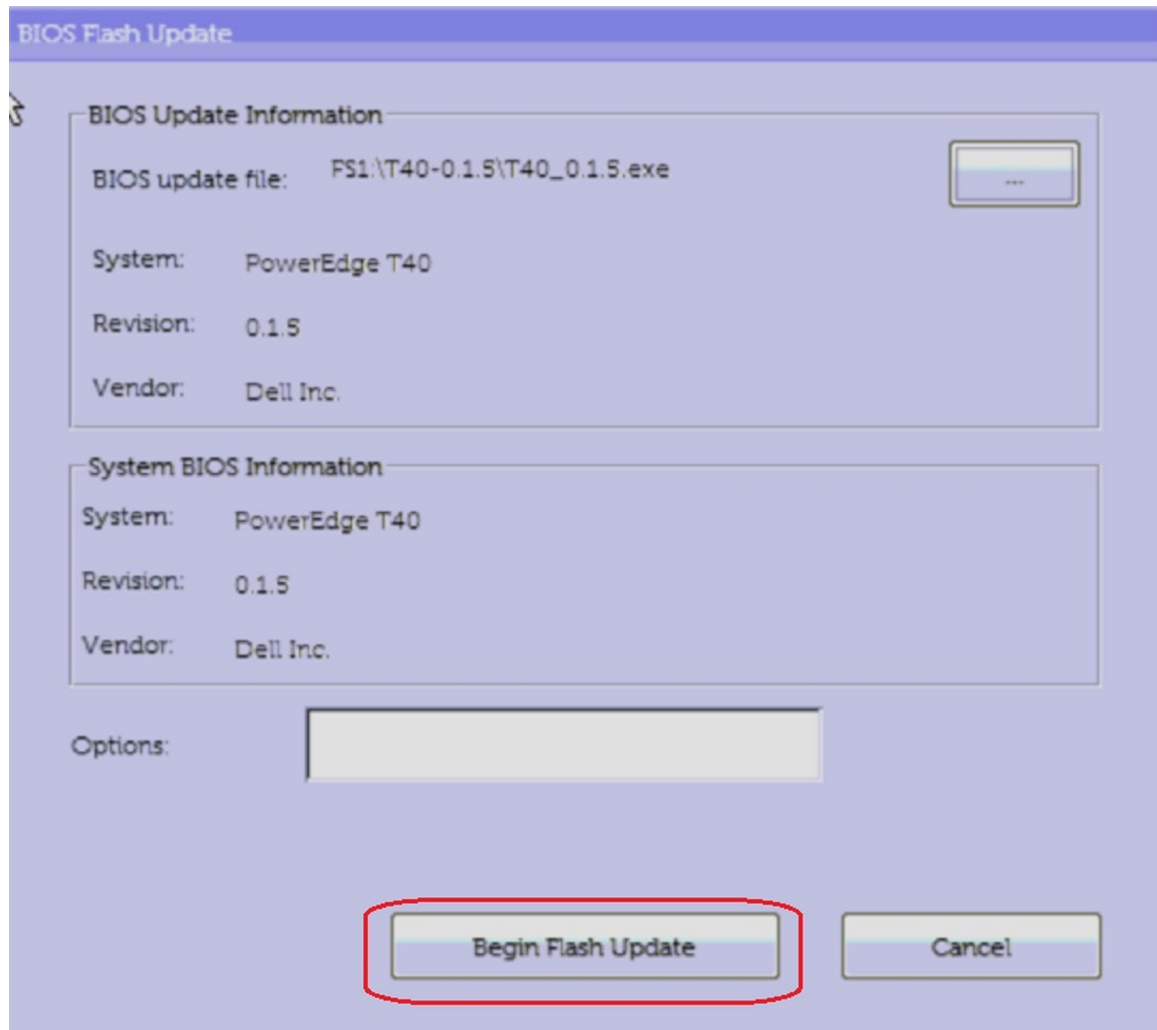 BIOS Flash Update
BIOS Update Information
BIOS update file: FS1:\T40-0.1.5\T40_0.1.5.exe
...
System: PowerEdge T40
Revision: 0.1.5
Vendor: Dell Inc.
System BIOS Information
System: PowerEdge T40
Revision: 0.1.5
Vendor: Dell Inc.
Options:
Begin Flash Update
Cancel